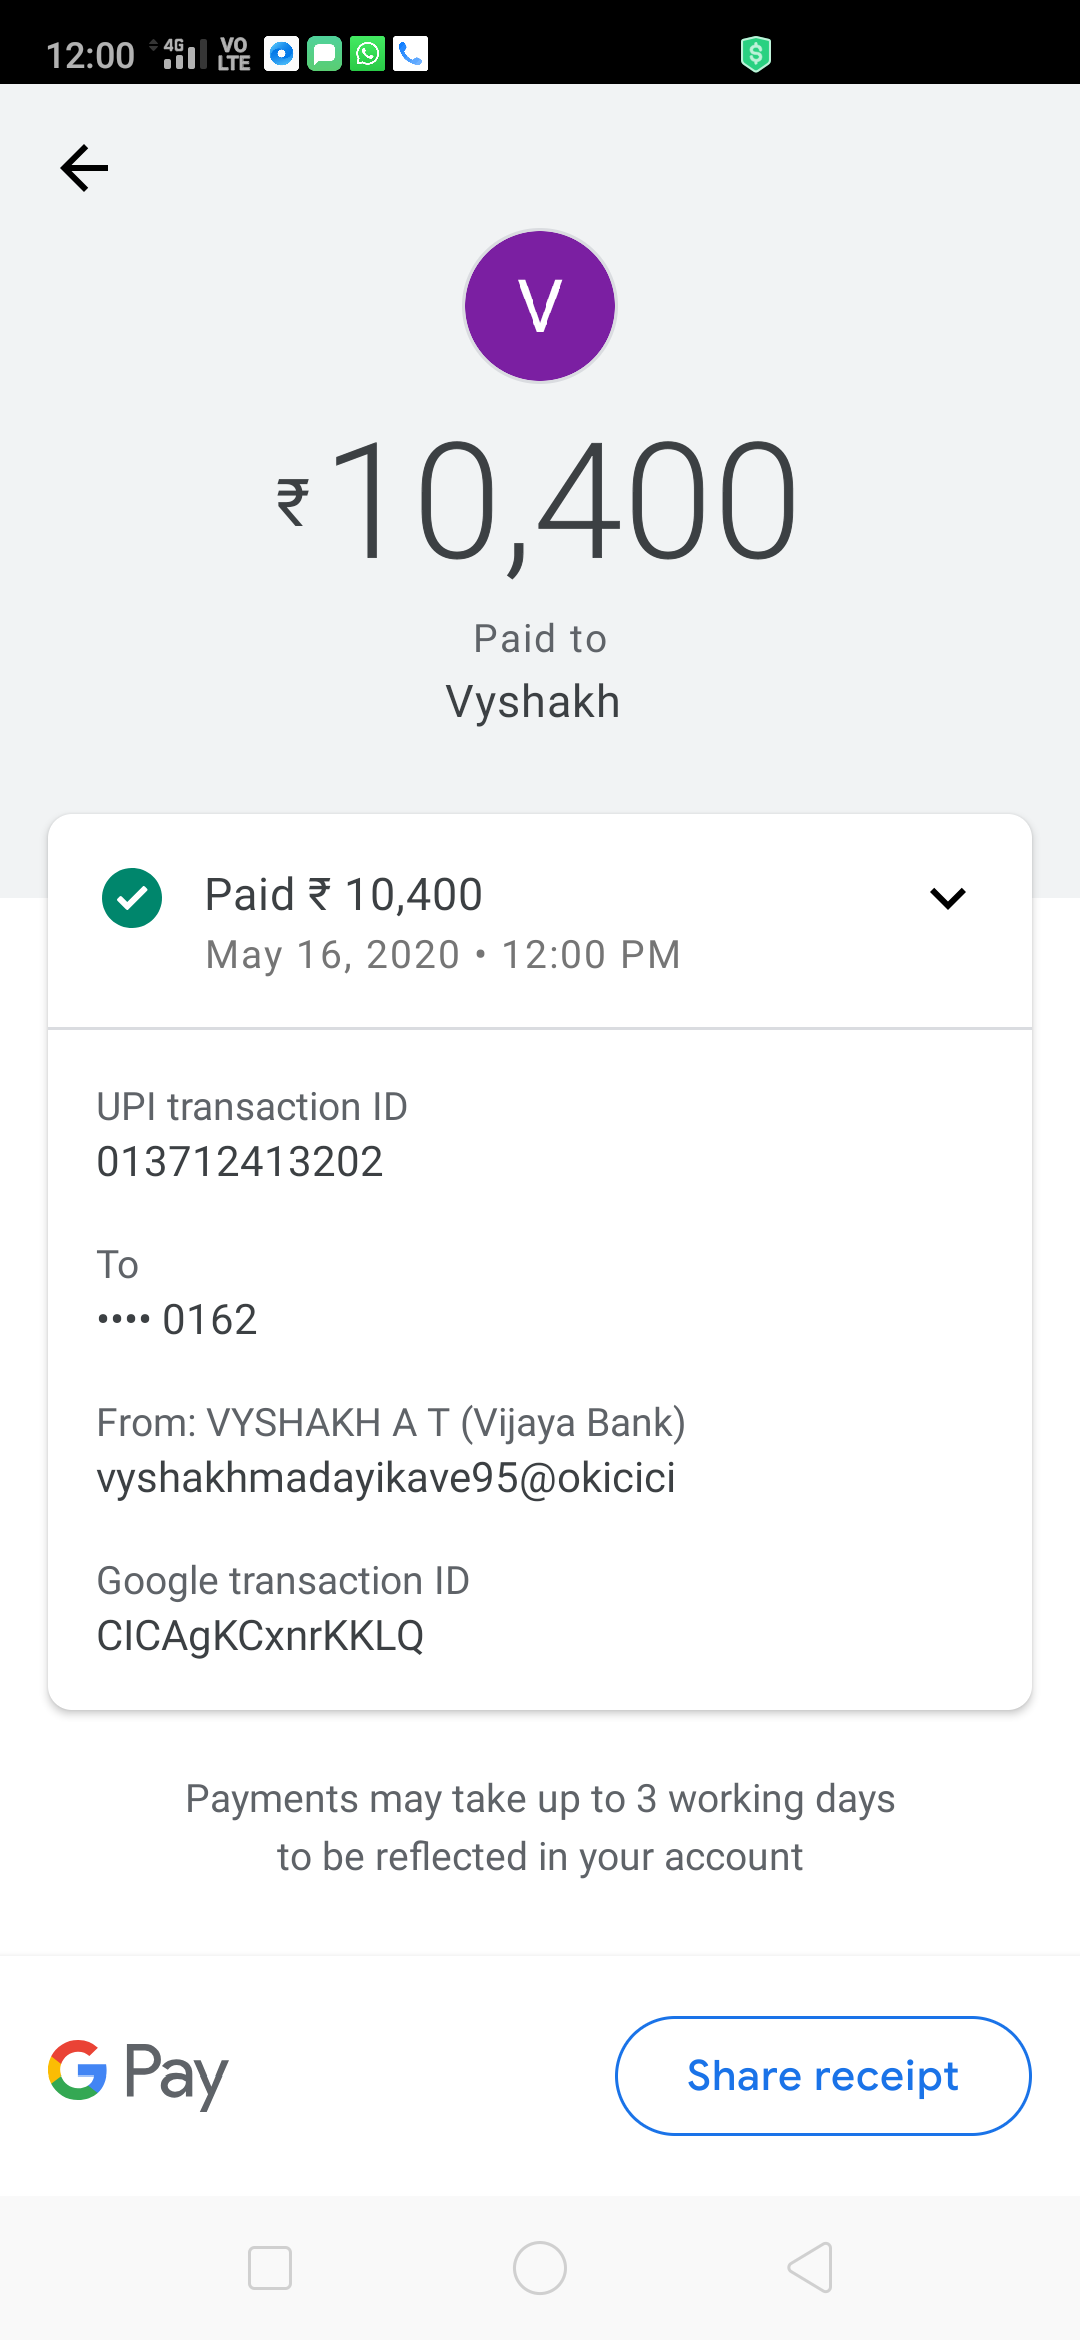 12:00 4G VO LTE
V
₹10,400
Paid to
Vyshakh
Paid ₹ 10,400
May 16, 2020 • 12:00 PM
UPI transaction ID
013712413202
To
•••• 0162
From: VYSHAKH A T (Vijaya Bank)
vyshakhmadayikave95@okicici
Google transaction ID
CICAgKCxnrKKLQ
Payments may take up to 3 working days
to be reflected in your account
G Pay
Share receipt